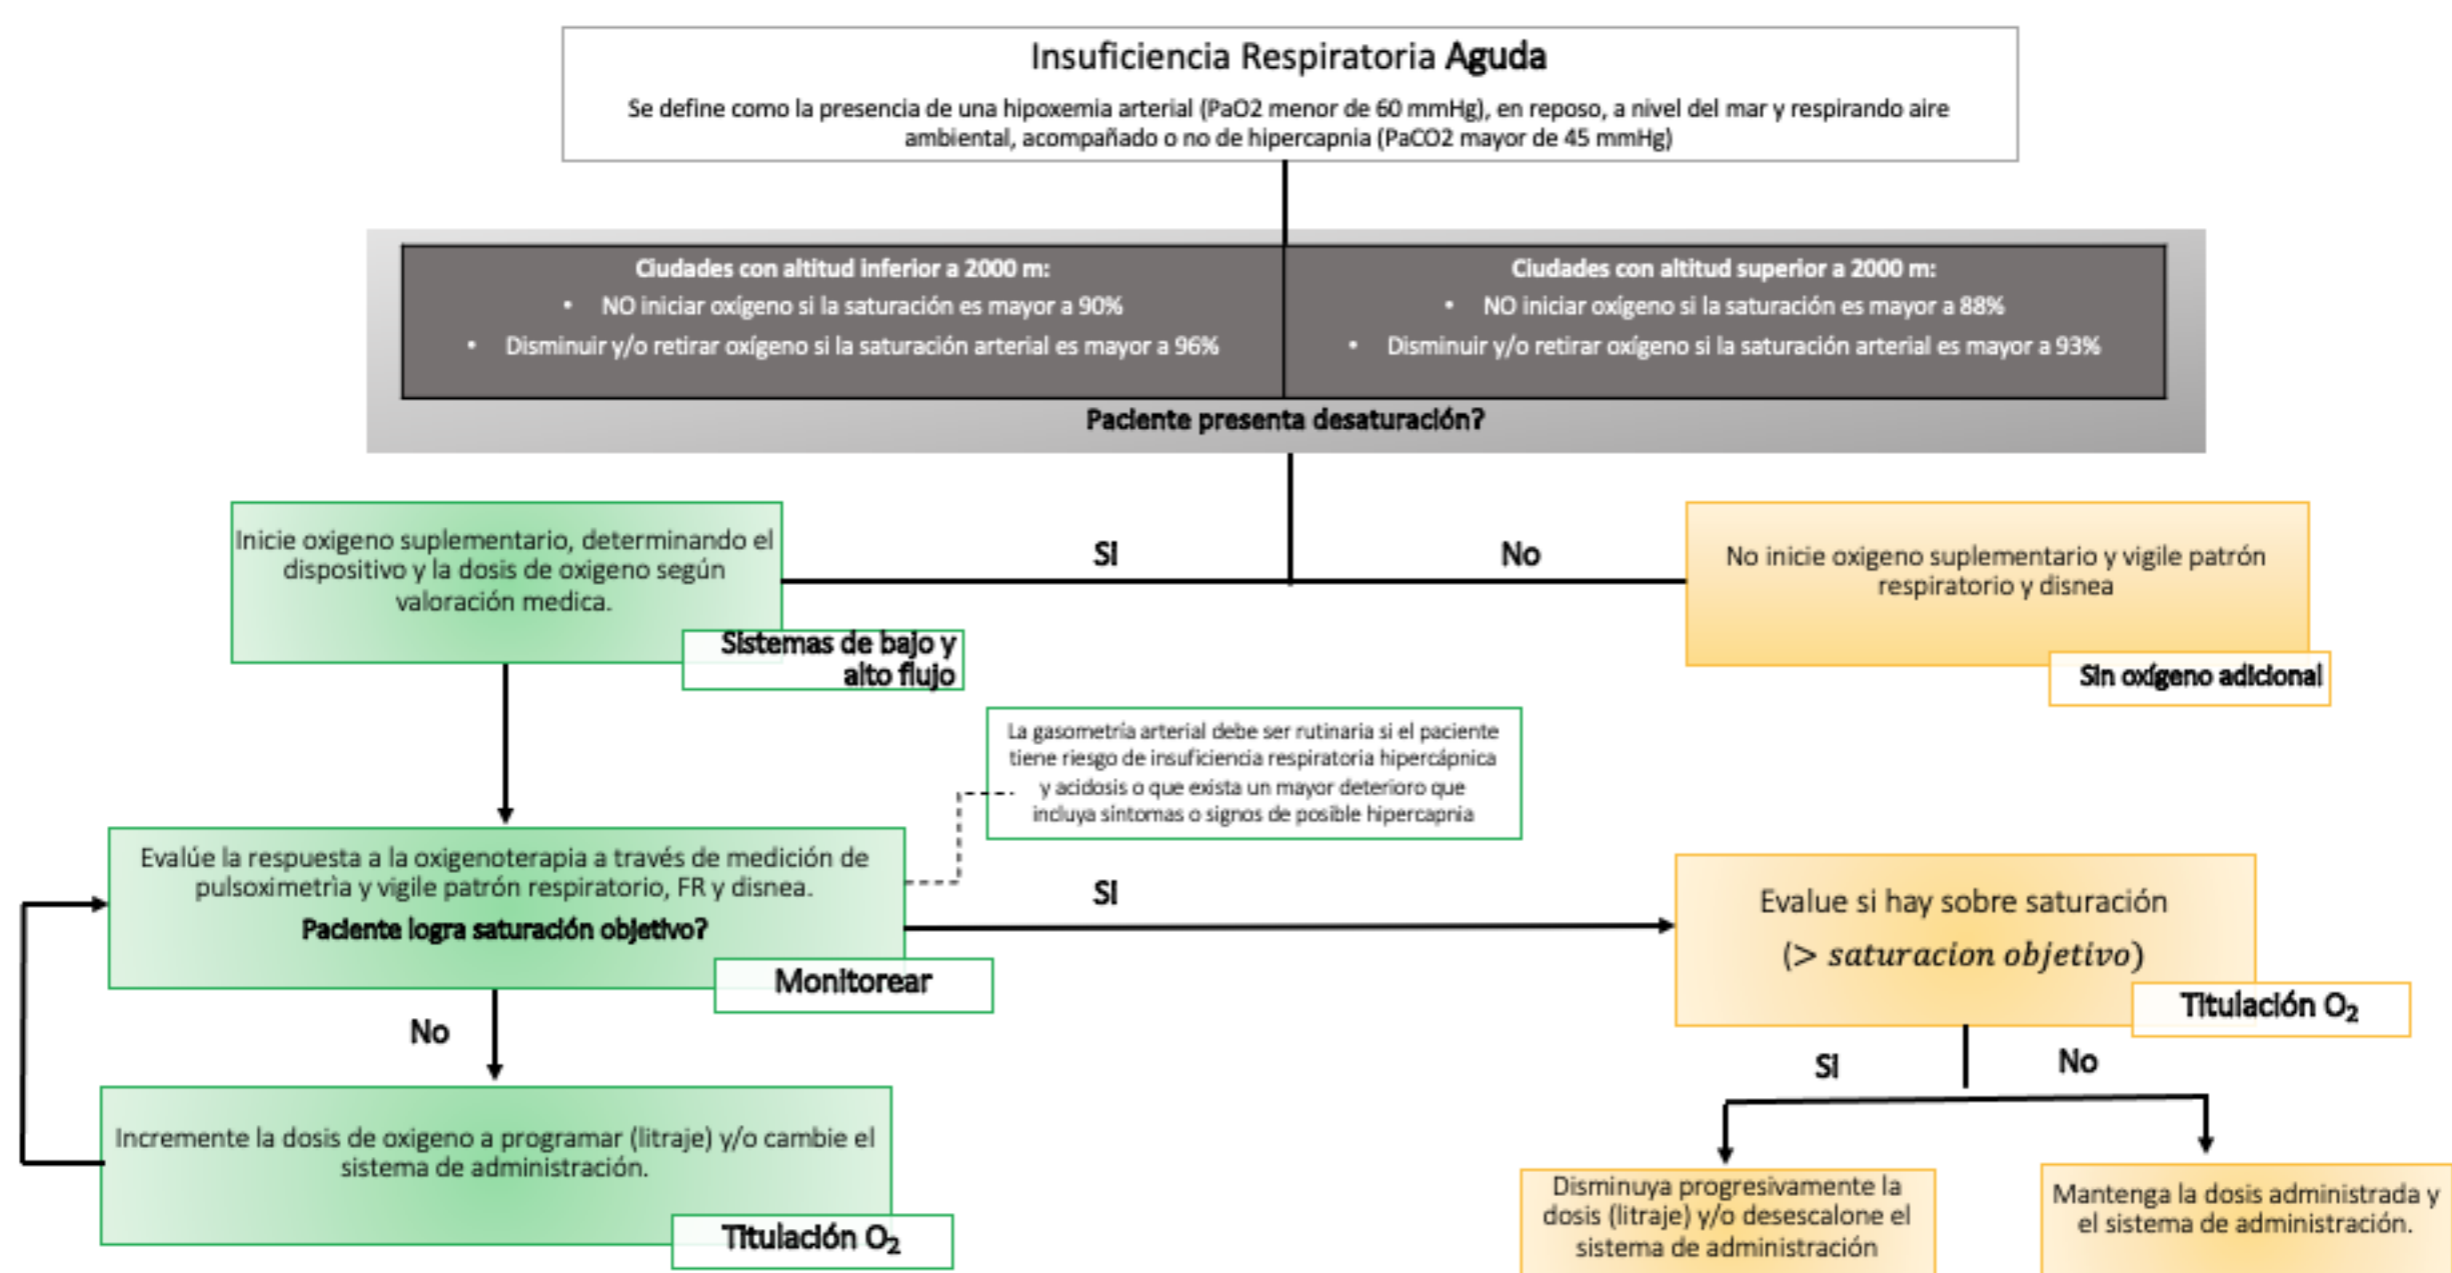 Insuficiencia Respiratoria Aguda
Se define como la presencia de una hipoxemia arterial (PaO2 menor de 60 mmHg), en reposo, a nivel del mar y respirando aire
ambiental, acompañado o no de hipercapnia (PaCO2 mayor de 45 mmHg)
Ciudades con altitud inferior a 2000 m:
• NO iniciar oxígeno si la saturación es mayor a 90%
• Disminuir y/o retirar oxígeno si la saturación arterial es mayor a 96%
Ciudades con altitud superior a 2000 m:
• NO iniciar oxígeno si la saturación es mayor a 88%
• Disminuir y/o retirar oxígeno si la saturación arterial es mayor a 93%
Paciente presenta desaturación?
Si
No
Inicie oxigeno suplementario, determinando el
dispositivo y la dosis de oxigeno según
valoración medica.
Sistemas de bajo y
alto flujo
No inicie oxigeno suplementario y vigile patrón
respiratorio y disnea
Sin oxígeno adicional
La gasometría arterial debe ser rutinaria si el paciente
tiene riesgo de insuficiencia respiratoria hipercápnica
y acidosis o que exista un mayor deterioro que
incluya síntomas o signos de posible hipercapnia
Evalúe la respuesta a la oxigenoterapia a través de medición de
pulsoximetrìa y vigile patrón respiratorio, FR y disnea.
Paciente logra saturación objetivo?
Monitorear
Si
Evalue si hay sobre saturación
(> saturacion objetivo)
Titulación O₂
No
Si
No
Incremente la dosis de oxigeno a programar (litraje) y/o cambie el
sistema de administración.
Titulación O₂
Disminuya progresivamente la
dosis (litraje) y/o desescalone el
sistema de administración
Mantenga la dosis administrada y
el sistema de administración.